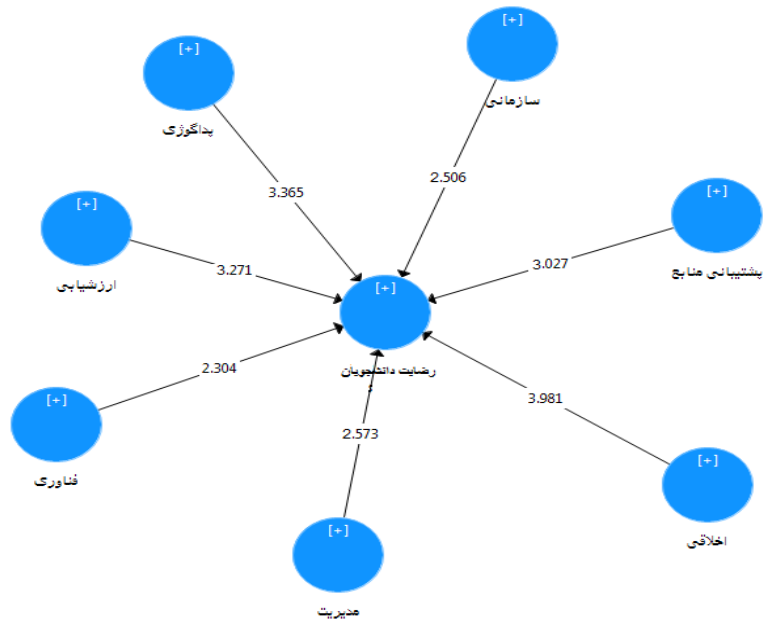 [+]
سازمانی
[+]
پداگوژی
3.365
2.506
[+]
پشتیبانی منابع
[+]
ارزشیابی
3.271
3.027
[+]
رضایت دانشجویان
2.304
3.981
[+]
فناوری
2.573
[+]
اخلاقی
[+]
مدیریت